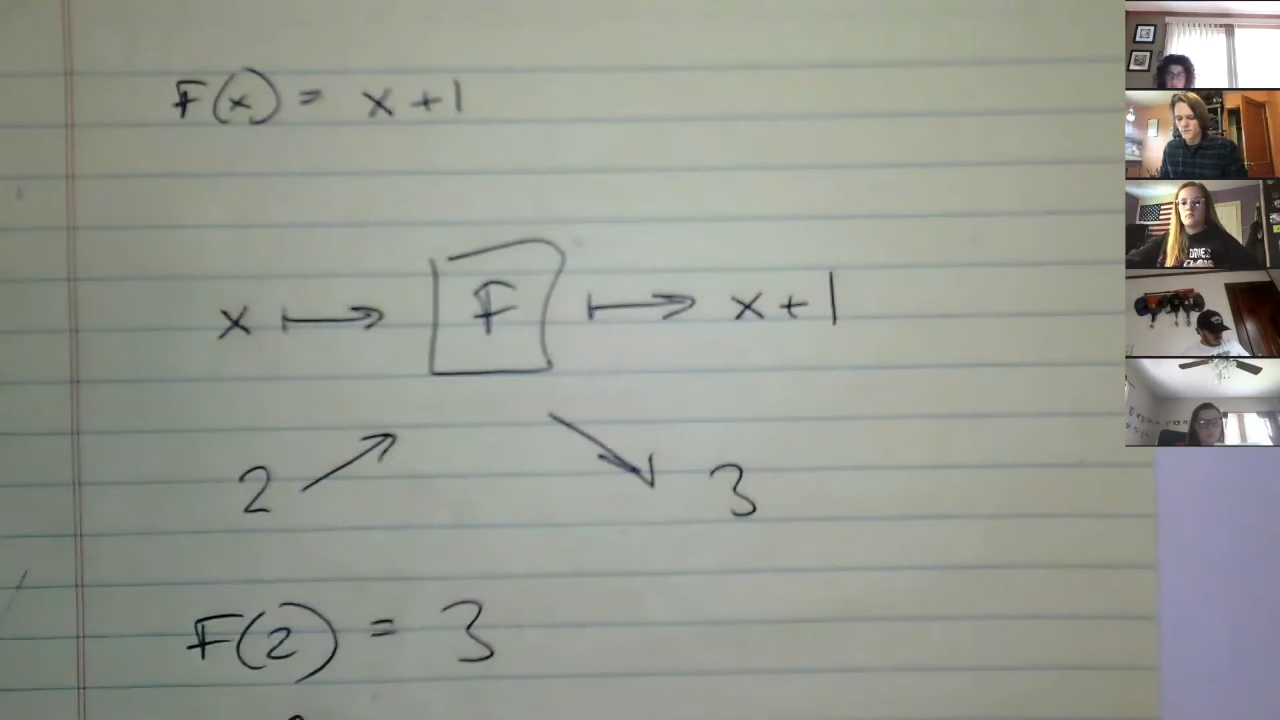 F(x) = x+1
x ↦ F ↦ x+1
2 ↗ ↘ 3
F(2) = 3